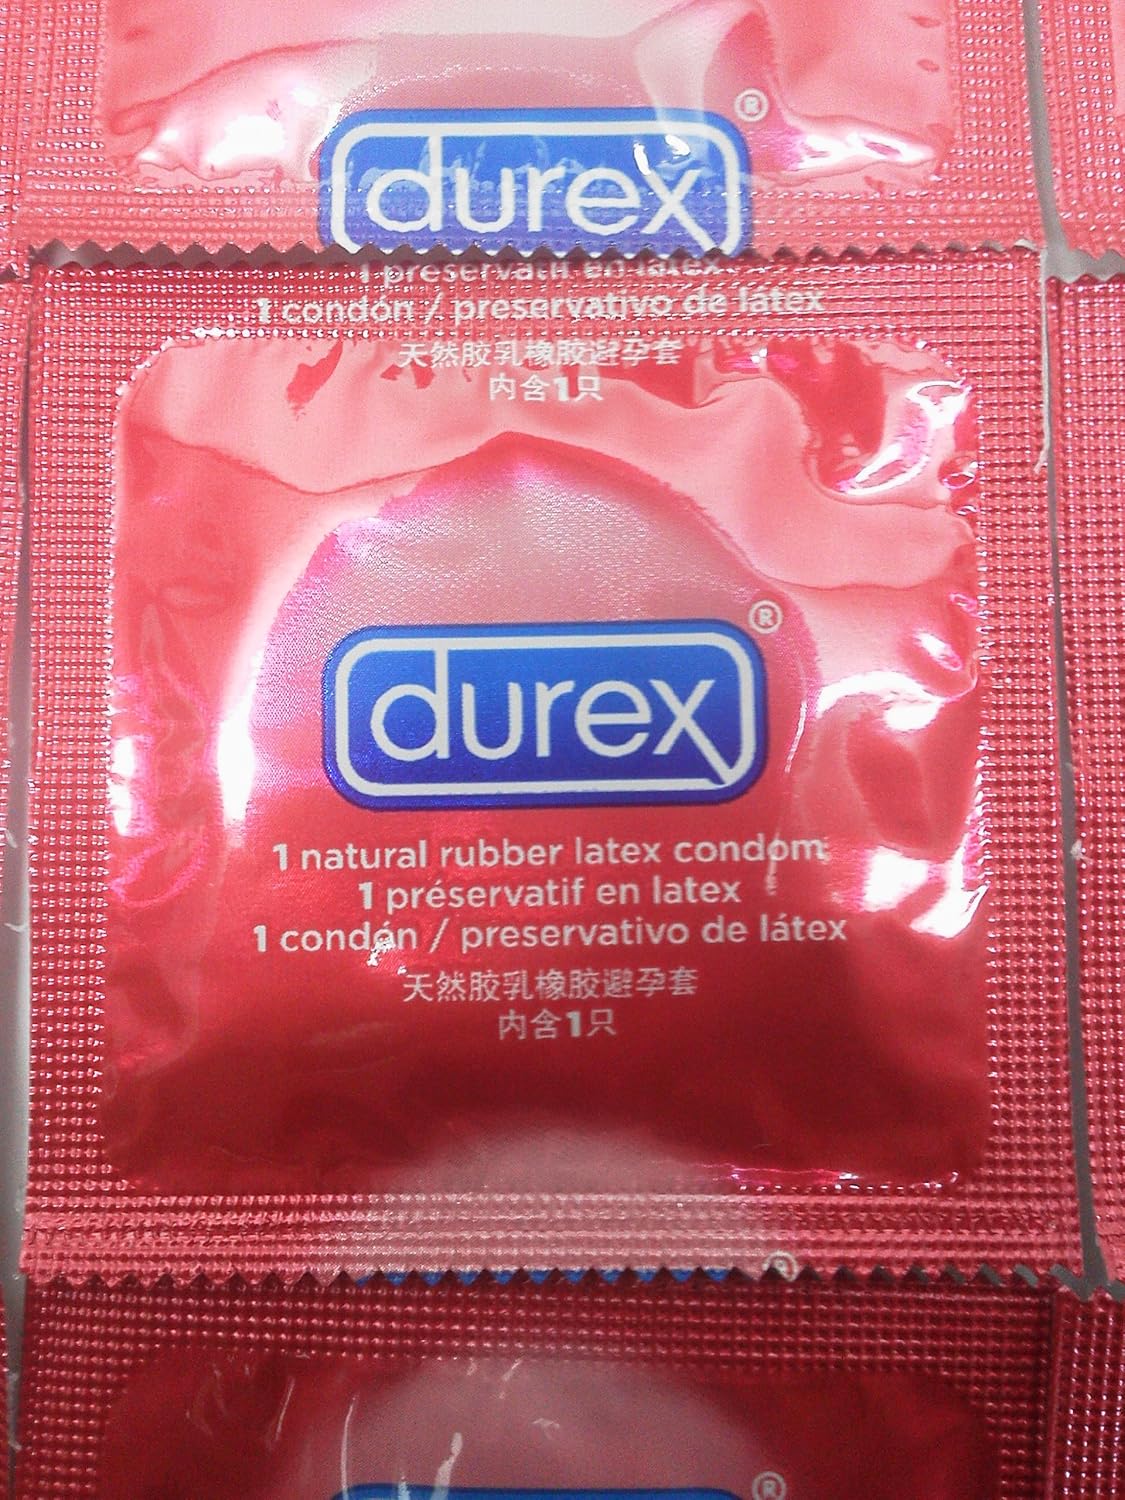 durex®
1 préservatif en latex
1 condón / preservativo de látex
天然胶乳橡胶避孕套
内含1只
durex®
1 natural rubber latex condom
1 préservatif en latex
1 condón / preservativo de látex
天然胶乳橡胶避孕套
内含1只
®
®